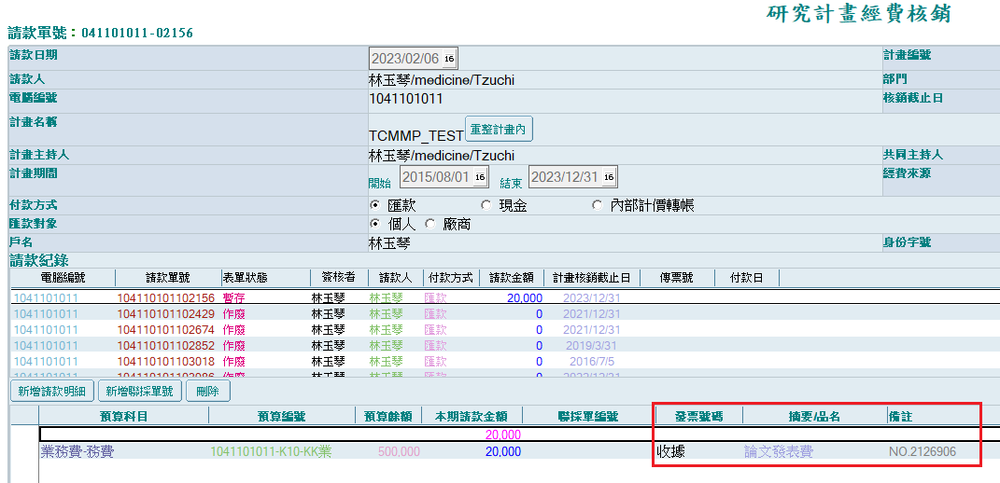 研究計畫經費核銷
請款單號：041101011-02156
請款日期 2023/02/06 16 計畫編號
請款人 林玉琴/medicine/Tzuchi 部門
電腦編號 1041101011 核銷截止日
計畫名稱 TCMMP_TEST 重整計畫內
計畫主持人 林玉琴/medicine/Tzuchi 共同主持人
計畫期間 開始 2015/08/01 16 結束 2023/12/31 16 經費來源
付款方式 匯款 現金 內部計價轉帳
匯款對象 個人 廠商
戶名 林玉琴 身份字號
請款紀錄
電腦編號 請款單號 表單狀態 簽核者 請款人 付款方式 請款金額 計畫核銷截止日 傳票號 付款日
1041101011 104110101102156 暫存 林玉琴 林玉琴 匯款 20,000 2023/12/31
1041101011 104110101102429 作廢 林玉琴 林玉琴 匯款 0 2021/12/31
1041101011 104110101102674 作廢 林玉琴 林玉琴 匯款 0 2021/12/31
1041101011 104110101102852 作廢 林玉琴 林玉琴 匯款 0 2019/3/31
1041101011 104110101103018 作廢 林玉琴 林玉琴 匯款 0 2016/7/5
新增請款明細 新增聯採單號 刪除
預算科目 預算編號 預算餘額 本期請款金額 聯採單編號 發票號碼 摘要/品名 備註
20,000
業務費-務費 1041101011-K10-KK業 500,000 20,000 收據 論文發表費 NO.2126906